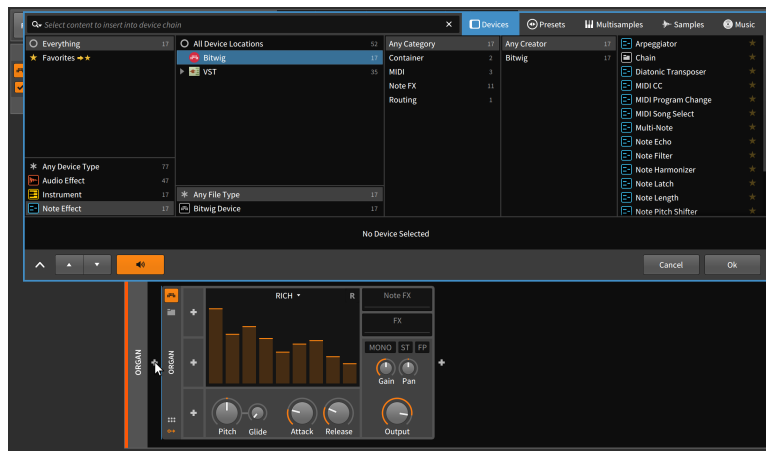 Select content to insert into device chain
Devices
Presets
Multisamples
Samples
Music
Everything 17
Favorites
Any Device Type 77
Audio Effect 47
Instrument 17
Note Effect 17
All Device Locations 52
Bitwig 17
VST 35
Any File Type 17
Bitwig Device 17
Any Category 17
Container 2
MIDI 3
Note FX 11
Routing 1
Any Creator 17
Bitwig 17
Arpeggiator
Chain
Diatonic Transposer
MIDI CC
MIDI Program Change
MIDI Song Select
Multi-Note
Note Echo
Note Filter
Note Harmonizer
Note Latch
Note Length
Note Pitch Shifter
No Device Selected
Cancel
Ok
ORGAN
ORGAN
RICH
R
Note FX
FX
MONO ST FP
Gain Pan
Pitch Glide Attack Release Output